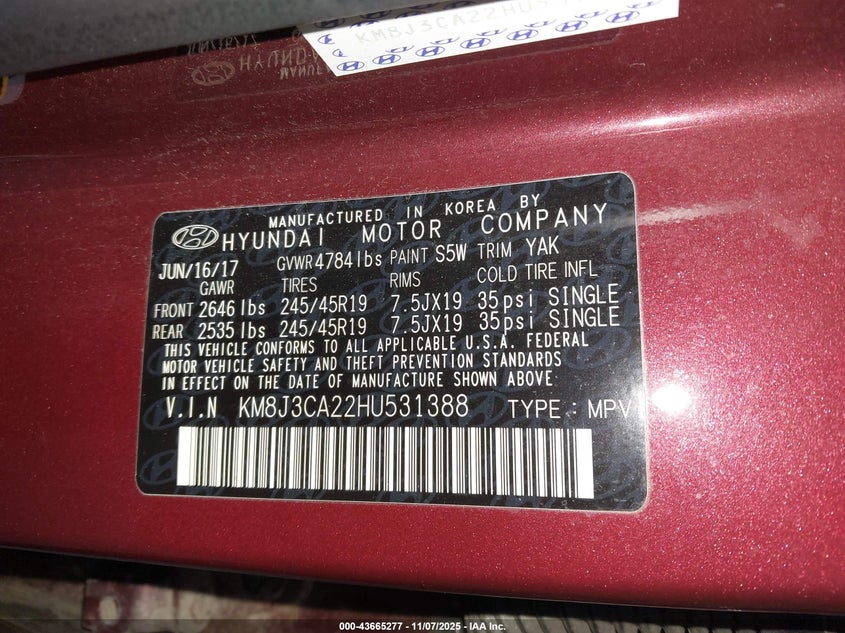 KM8J3CA22HU5
HYUND
MANUFACTURED IN KOREA BY
HYUNDAI MOTOR COMPANY
JUN/16/17 GVWR 4784 lbs PAINT S5W TRIM YAK
GAWR TIRES RIMS COLD TIRE INFL
FRONT 2646 lbs 245/45R19 7.5JX19 35psi SINGLE
REAR 2535 lbs 245/45R19 7.5JX19 35psi SINGLE
THIS VEHICLE CONFORMS TO ALL APPLICABLE U.S.A. FEDERAL
MOTOR VEHICLE SAFETY AND THEFT PREVENTION STANDARDS
IN EFFECT ON THE DATE OF MANUFACTURE SHOWN ABOVE
V.I.N KM8J3CA22HU531388 TYPE : MPV
000-43665277 - 11/07/2025 - IAA Inc.